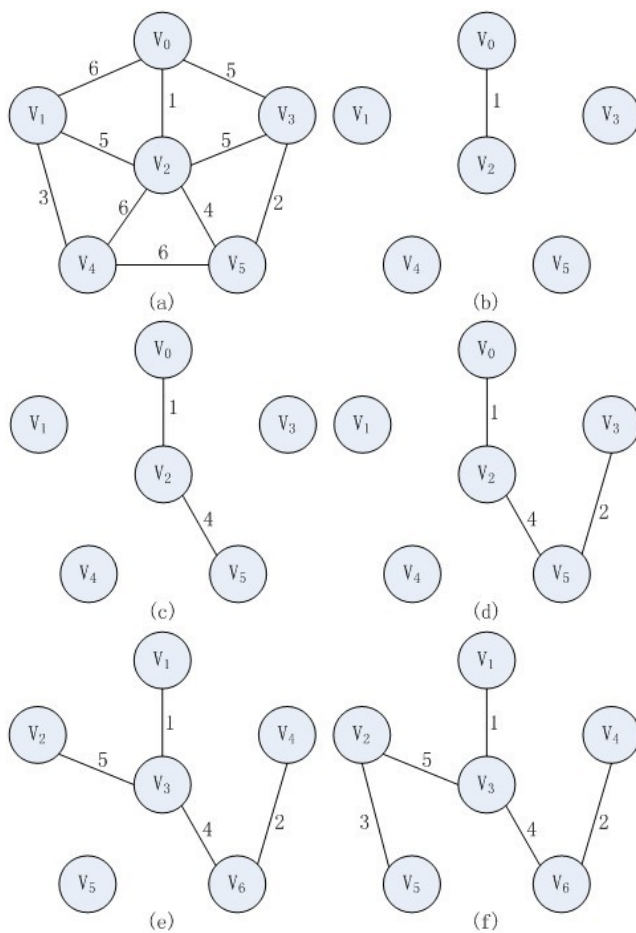 V₀ V₀
6 5
1 1
V₁ V₃ V₁ V₃
5 5
V₂ V₂
3 6 4 2
6
V₄ V₅ V₄ V₅
(a) (b)
V₀ V₀
1 1
V₁ V₃ V₁ V₃
V₂ V₂
4 4 2
V₄ V₅ V₄ V₅
(c) (d)
V₁ V₁
1 1
V₂ V₄ V₂ V₄
5 5
V₃ V₃
4 2 3 4 2
V₅ V₆ V₅ V₆
(e) (f)